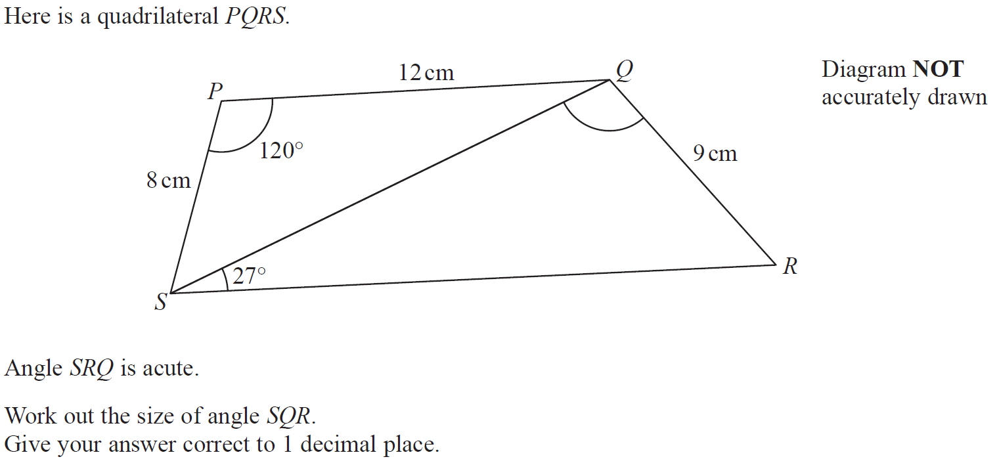 Here is a quadrilateral PQRS.
12 cm
Q
Diagram NOT
accurately drawn
P
120°
9 cm
8 cm
27°
R
S
Angle SRQ is acute.
Work out the size of angle SQR.
Give your answer correct to 1 decimal place.